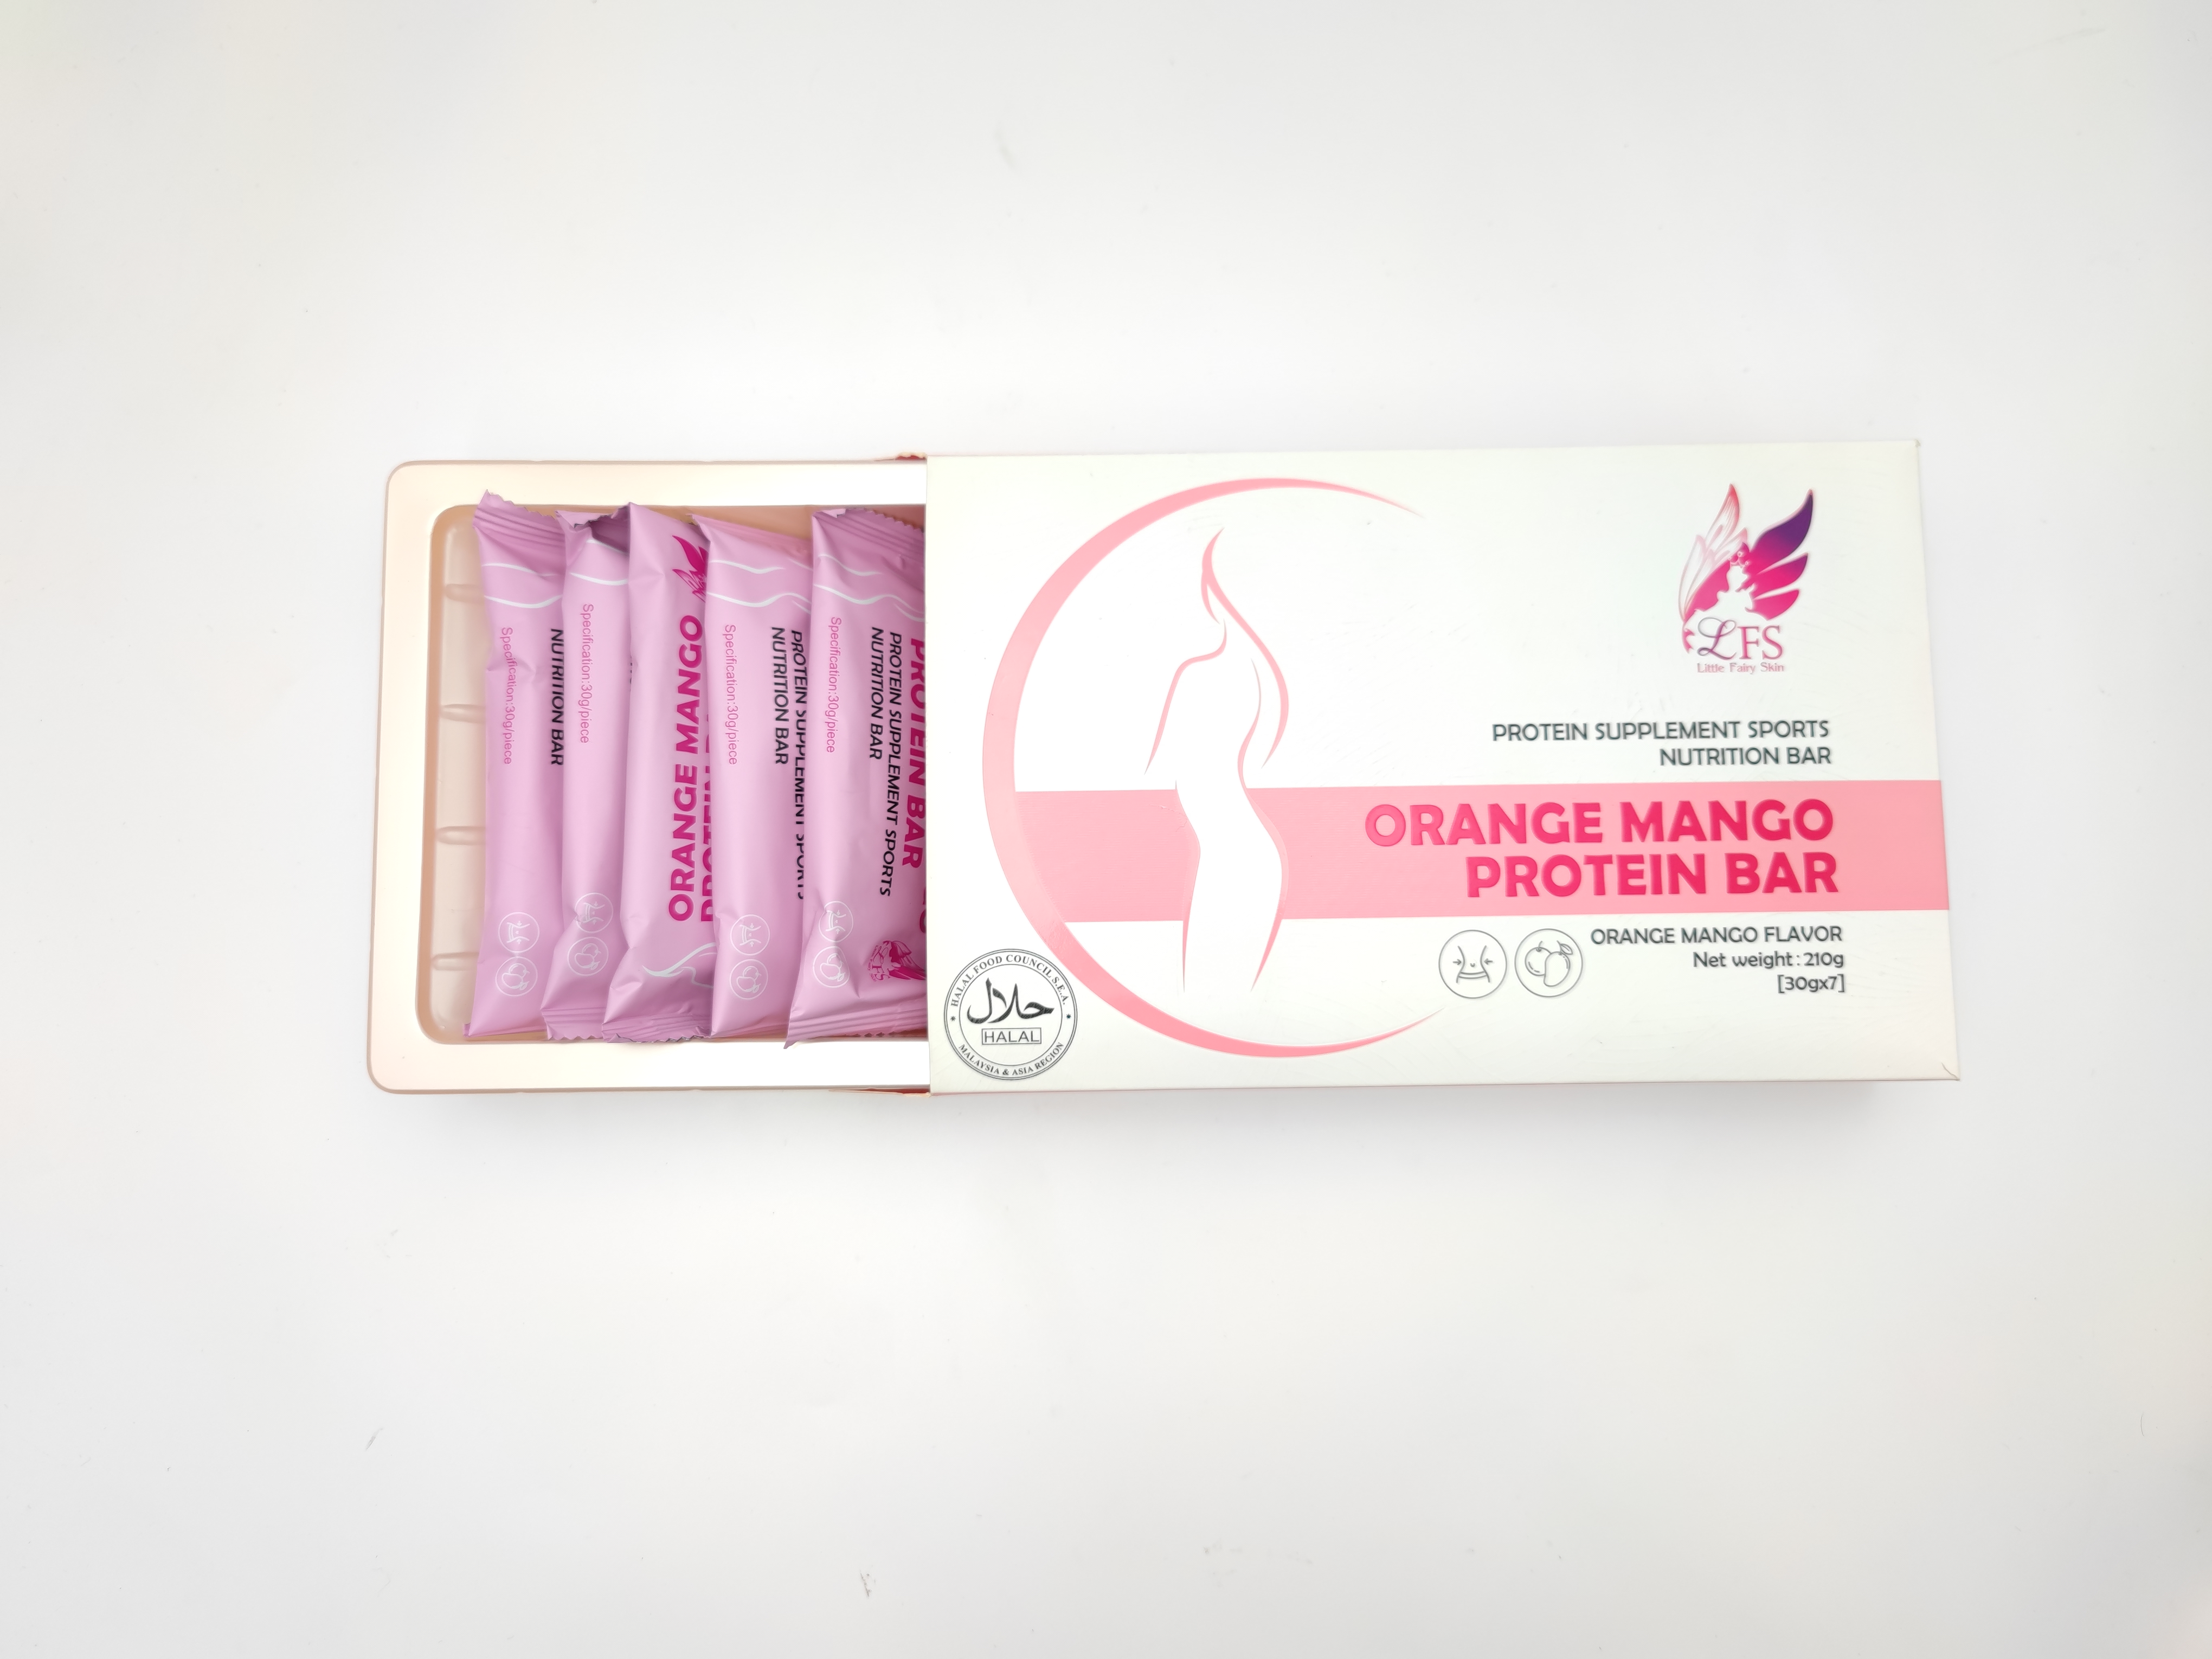 Specification:30g/piece
NUTRITION BAR
Specification:30g/piece
ORANGE MANGO
PROTEIN
Specification:30g/piece
NUTRITION BAR
PROTEIN SUPPLEMENT SPORTS
Specification:30g/piece
NUTRITION BAR
PROTEIN SUPPLEMENT SPORTS
PROTEIN BAR
LFS
Little Fairy Skin
PROTEIN SUPPLEMENT SPORTS
NUTRITION BAR
ORANGE MANGO
PROTEIN BAR
ORANGE MANGO FLAVOR
Net weight: 210g
[30gx7]
HALAL FOOD COUNCIL S.E.A.
حلال
HALAL
MALAYSIA & ASIA REGION